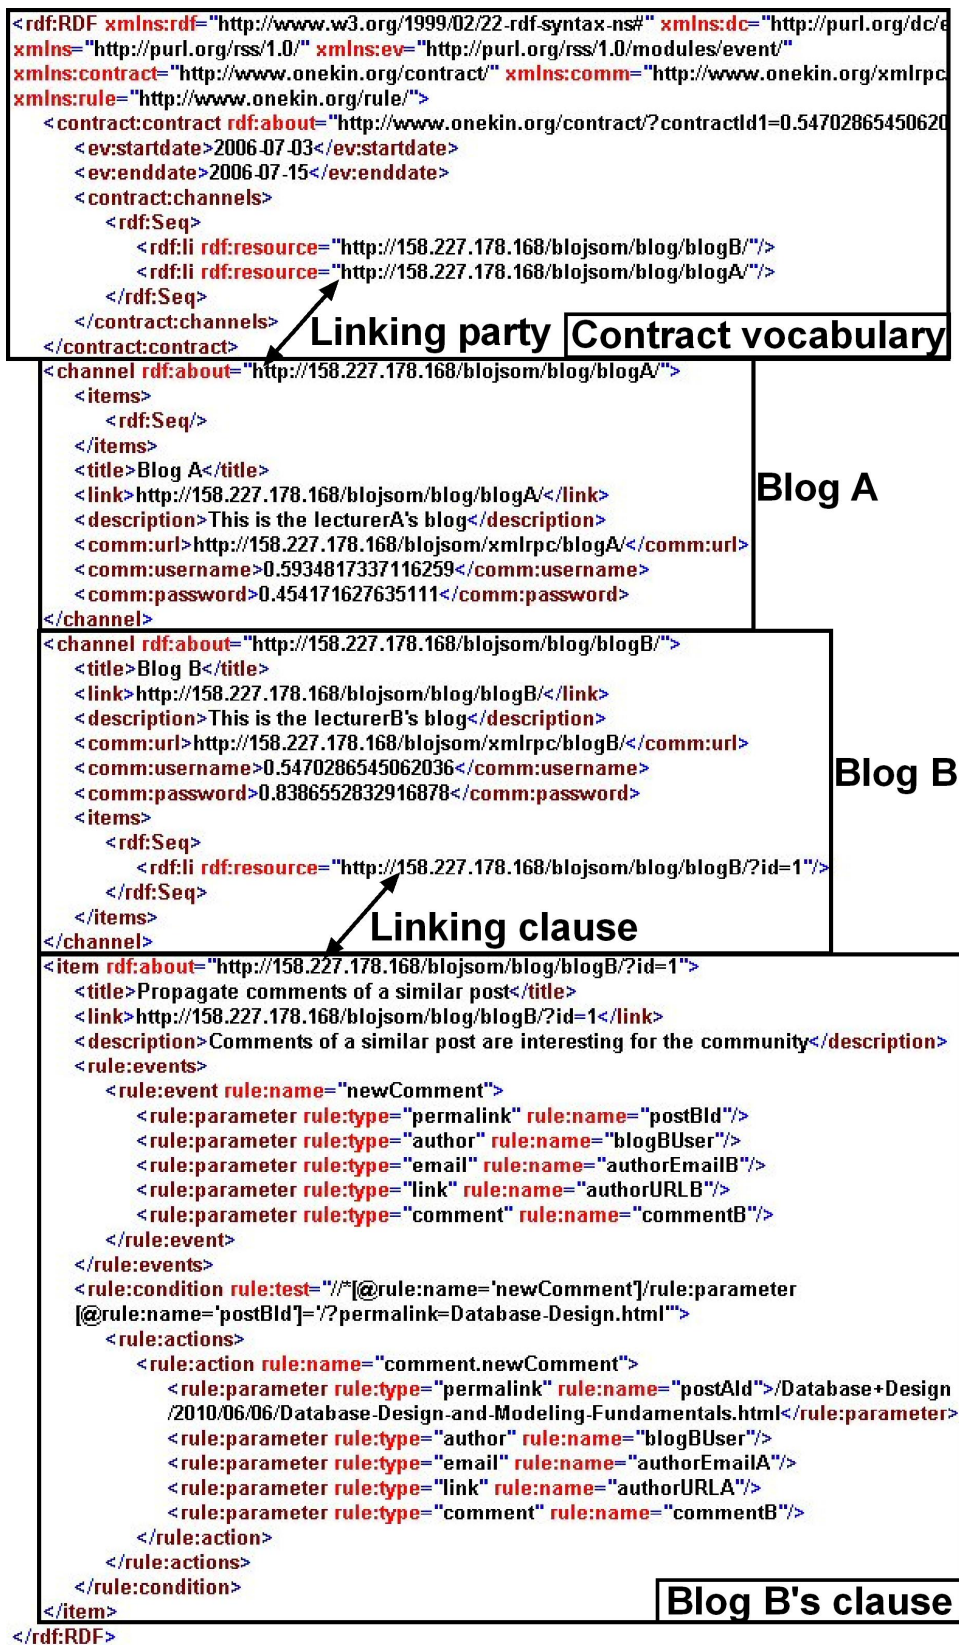 <rdf:RDF xmlns:rdf="http://www.w3.org/1999/02/22-rdf-syntax-ns#" xmlns:dc="http://purl.org/dc/e
xmlns="http://purl.org/rss/1.0/" xmlns:ev="http://purl.org/rss/1.0/modules/event/"
xmlns:contract="http://www.onekin.org/contract/" xmlns:comm="http://www.onekin.org/xmlrpc/
xmlns:rule="http://www.onekin.org/rule/">
<contract:contract rdf:about="http://www.onekin.org/contract/?contractId1=0.54702865450620
<ev:startdate>2006-07-03</ev:startdate>
<ev:enddate>2006-07-15</ev:enddate>
<contract:channels>
<rdf:Seq>
<rdf:li rdf:resource="http://158.227.178.168/blojsom/blog/blogB/"/>
<rdf:li rdf:resource="http://158.227.178.168/blojsom/blog/blogA/"/>
</rdf:Seq>
</contract:channels>
Linking party
Contract vocabulary
</contract:contract>
<channel rdf:about="http://158.227.178.168/blojsom/blog/blogA/">
<items>
<rdf:Seq/>
</items>
<title>Blog A</title>
<link>http://158.227.178.168/blojsom/blog/blogA/</link>
Blog A
<description>This is the lecturerA's blog</description>
<comm:url>http://158.227.178.168/blojsom/xmlrpc/blogA/</comm:url>
<comm:username>0.5934817337116259</comm:username>
<comm:password>0.454171627635111</comm:password>
</channel>
<channel rdf:about="http://158.227.178.168/blojsom/blog/blogB/">
<title>Blog B</title>
<link>http://158.227.178.168/blojsom/blog/blogB/</link>
<description>This is the lecturerB's blog</description>
<comm:url>http://158.227.178.168/blojsom/xmlrpc/blogB/</comm:url>
<comm:username>0.5470286545062036</comm:username>
Blog B
<comm:password>0.8386552832916878</comm:password>
<items>
<rdf:Seq>
<rdf:li rdf:resource="http://158.227.178.168/blojsom/blog/blogB/?id=1"/>
</rdf:Seq>
</items>
Linking clause
</channel>
<item rdf:about="http://158.227.178.168/blojsom/blog/blogB/?id=1">
<title>Propagate comments of a similar post</title>
<link>http://158.227.178.168/blojsom/blog/blogB/?id=1</link>
<description>Comments of a similar post are interesting for the community</description>
<rule:events>
<rule:event rule:name="newComment">
<rule:parameter rule:type="permalink" rule:name="postBId"/>
<rule:parameter rule:type="author" rule:name="blogBUser"/>
<rule:parameter rule:type="email" rule:name="authorEmailB"/>
<rule:parameter rule:type="link" rule:name="authorURLB"/>
<rule:parameter rule:type="comment" rule:name="commentB"/>
</rule:event>
</rule:events>
<rule:condition rule:test="//*[@rule:name='newComment']/rule:parameter
[@rule:name='postBId']='/?permalink=Database-Design.html'">
<rule:actions>
<rule:action rule:name="comment.newComment">
<rule:parameter rule:type="permalink" rule:name="postAId">/Database+Design
/2010/06/06/Database-Design-and-Modeling-Fundamentals.html</rule:parameter>
<rule:parameter rule:type="author" rule:name="blogBUser"/>
<rule:parameter rule:type="email" rule:name="authorEmailA"/>
<rule:parameter rule:type="link" rule:name="authorURLA"/>
<rule:parameter rule:type="comment" rule:name="commentB"/>
</rule:action>
</rule:actions>
</rule:condition>
Blog B's clause
</item>
</rdf:RDF>